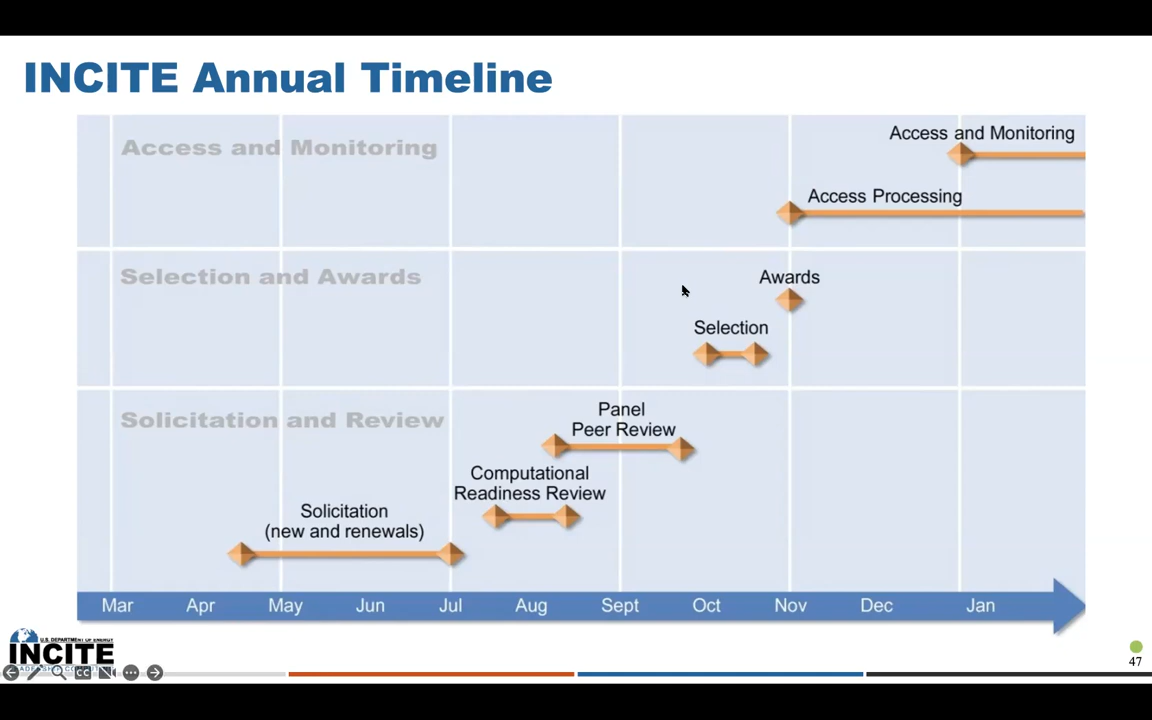 INCITE Annual Timeline
Access and Monitoring
Access and Monitoring
Access Processing
Selection and Awards
Awards
Selection
Solicitation and Review
Panel
Peer Review
Computational
Readiness Review
Solicitation
(new and renewals)
Mar Apr May Jun Jul Aug Sept Oct Nov Dec Jan
U.S. DEPARTMENT OF ENERGY
INCITE
CC
47